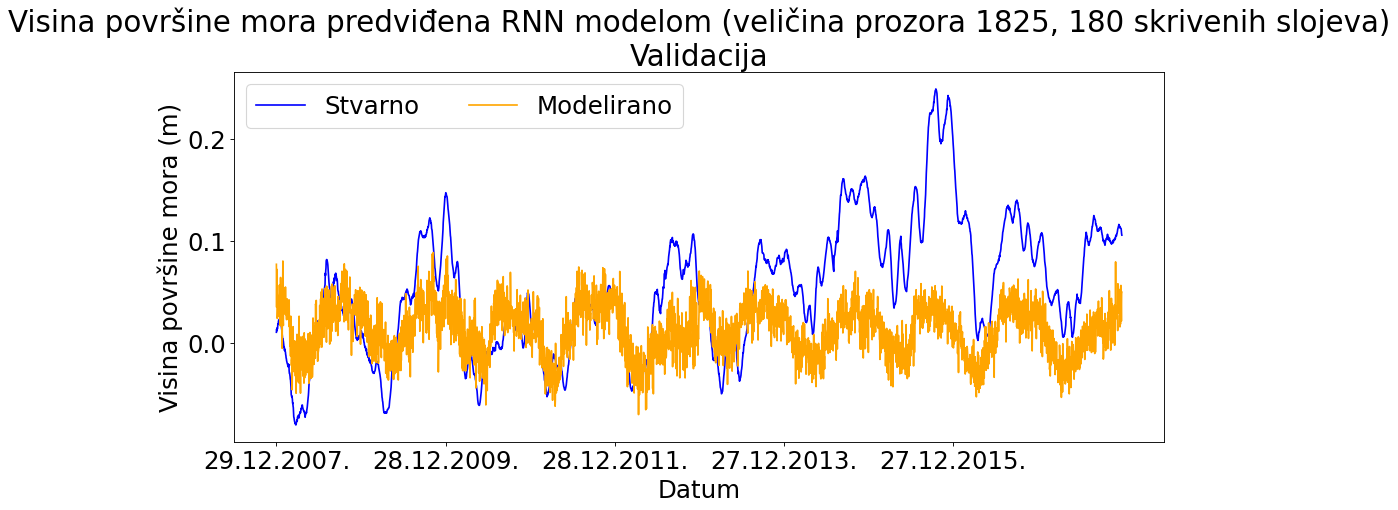 Visina površine mora predviđena RNN modelom (veličina prozora 1825, 180 skrivenih slojeva)
Validacija
Stvarno
Modelirano
Visina površine mora (m)
0.2
0.1
0.0
29.12.2007.
28.12.2009.
28.12.2011.
27.12.2013.
27.12.2015.
Datum